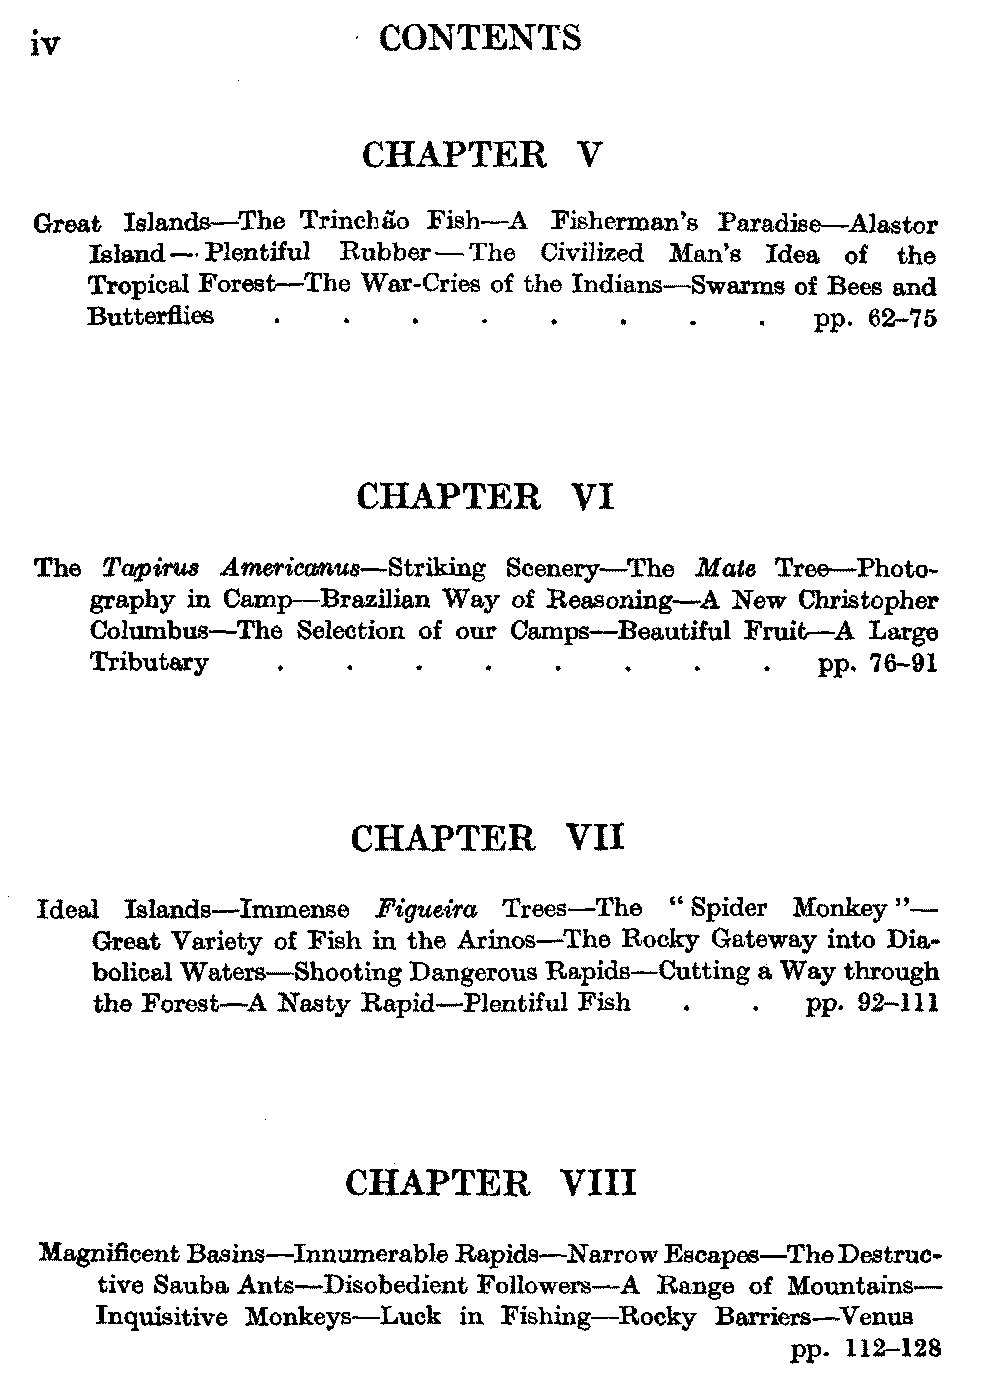 iv CONTENTS
CHAPTER V
Great Islands—The Trinchão Fish—A Fisherman's Paradise—Alastor
Island—Plentiful Rubber—The Civilized Man's Idea of the
Tropical Forest—The War-Cries of the Indians—Swarms of Bees and
Butterflies . . . . . . . . pp. 62–75
CHAPTER VI
The Tapirus Americanus—Striking Scenery—The Mate Tree—Photo-
graphy in Camp—Brazilian Way of Reasoning—A New Christopher
Columbus—The Selection of our Camps—Beautiful Fruit—A Large
Tributary . . . . . . . . pp. 76–91
CHAPTER VII
Ideal Islands—Immense Figueira Trees—The “Spider Monkey”—
Great Variety of Fish in the Arinos—The Rocky Gateway into Dia-
bolical Waters—Shooting Dangerous Rapids—Cutting a Way through
the Forest—A Nasty Rapid—Plentiful Fish . . pp. 92–111
CHAPTER VIII
Magnificent Basins—Innumerable Rapids—Narrow Escapes—The Destruc-
tive Sauba Ants—Disobedient Followers—A Range of Mountains—
Inquisitive Monkeys—Luck in Fishing—Rocky Barriers—Venus
pp. 112–128